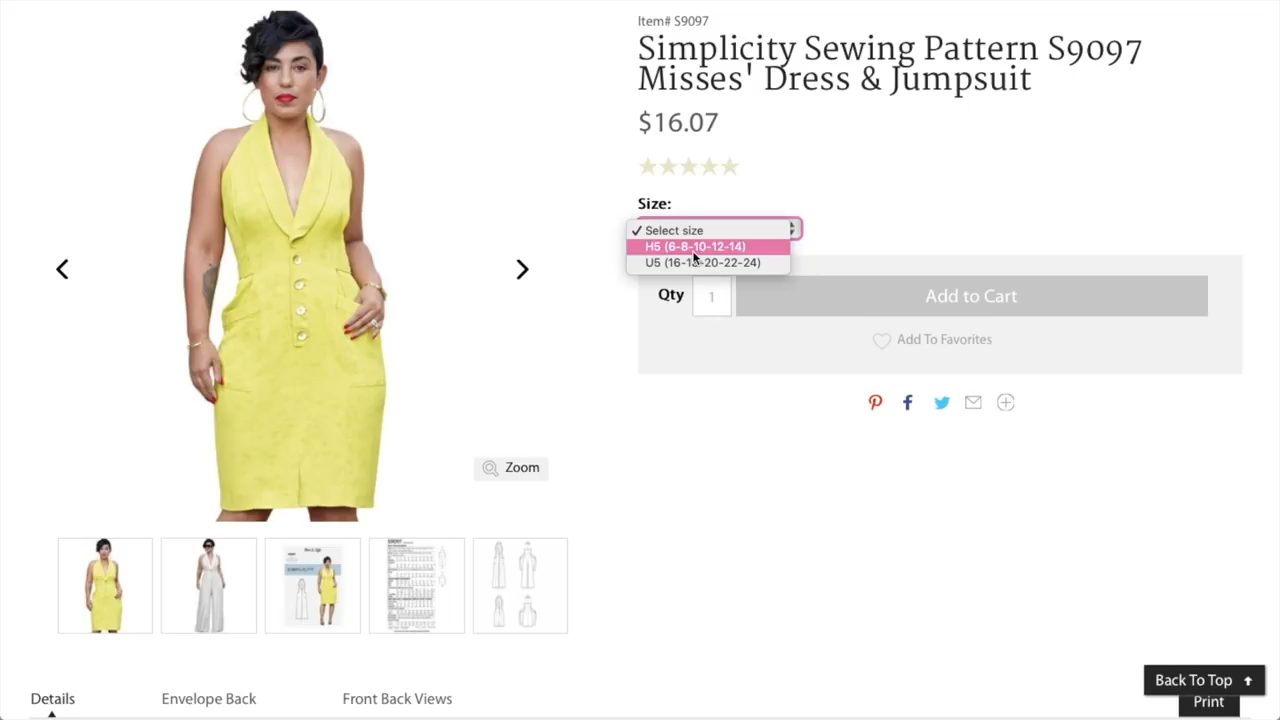 Item# S9097
Simplicity Sewing Pattern S9097
Misses' Dress & Jumpsuit
$16.07
Size:
✓ Select size
H5 (6-8-10-12-14)
U5 (16-18-20-22-24)
Qty
1
Add to Cart
Add To Favorites
Zoom
SIMPLICITY
Back To Top
Details
Envelope Back
Front Back Views
Print